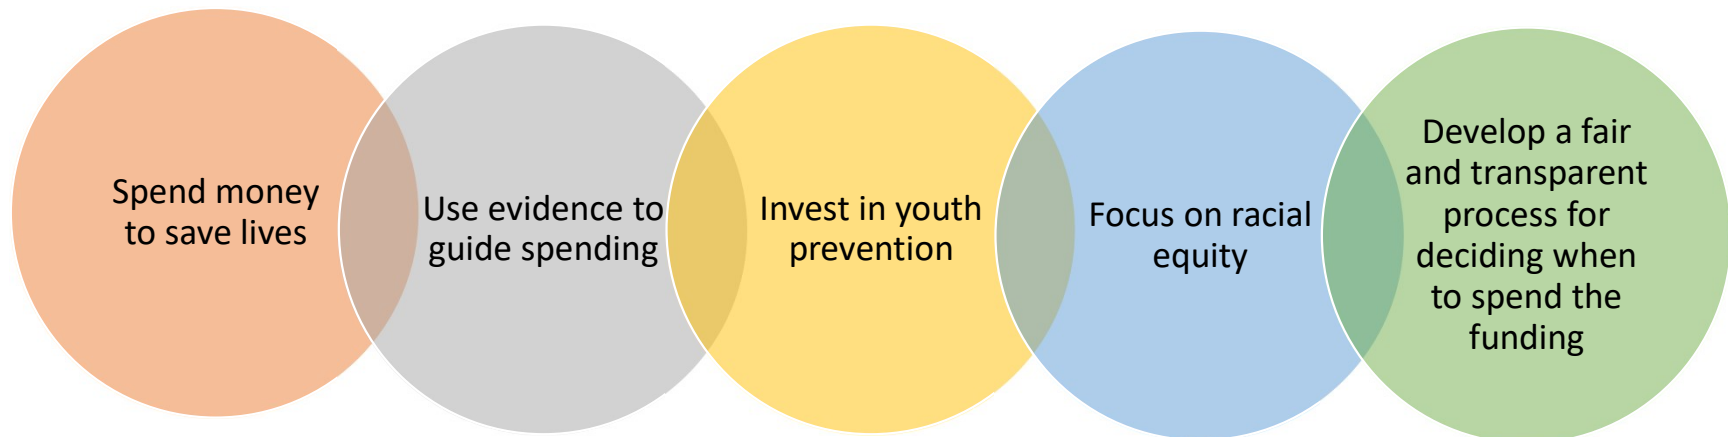 Spend money
to save lives
Use evidence to
guide spending
Invest in youth
prevention
Focus on racial
equity
Develop a fair
and transparent
process for
deciding when
to spend the
funding